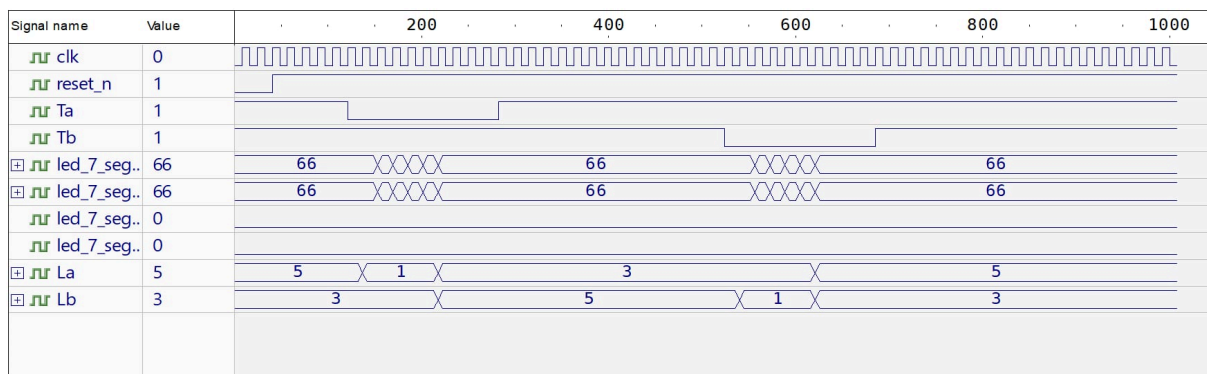 Signal name Value 200 400 600 800 1000
clk 0
reset_n 1
Ta 1
Tb 1
led_7_seg.. 66 66 66 66
led_7_seg.. 66 66 66 66
led_7_seg.. 0
led_7_seg.. 0
La 5 5 1 3 5
Lb 3 3 5 1 3